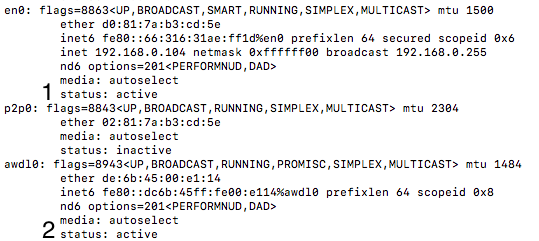 en0: flags=8863<UP,BROADCAST,SMART,RUNNING,SIMPLEX,MULTICAST> mtu 1500
ether d0:81:7a:b3:cd:5e
inet6 fe80::66:316:31ae:ff1d%en0 prefixlen 64 secured scopeid 0x6
inet 192.168.0.104 netmask 0xffffff00 broadcast 192.168.0.255
nd6 options=201<PERFORMNUD,DAD>
media: autoselect
1 status: active
p2p0: flags=8843<UP,BROADCAST,RUNNING,SIMPLEX,MULTICAST> mtu 2304
ether 02:81:7a:b3:cd:5e
media: autoselect
status: inactive
awdl0: flags=8943<UP,BROADCAST,RUNNING,PROMISC,SIMPLEX,MULTICAST> mtu 1484
ether de:6b:45:00:e1:14
inet6 fe80::dc6b:45ff:fe00:e114%awdl0 prefixlen 64 scopeid 0x8
nd6 options=201<PERFORMNUD,DAD>
media: autoselect
2 status: active